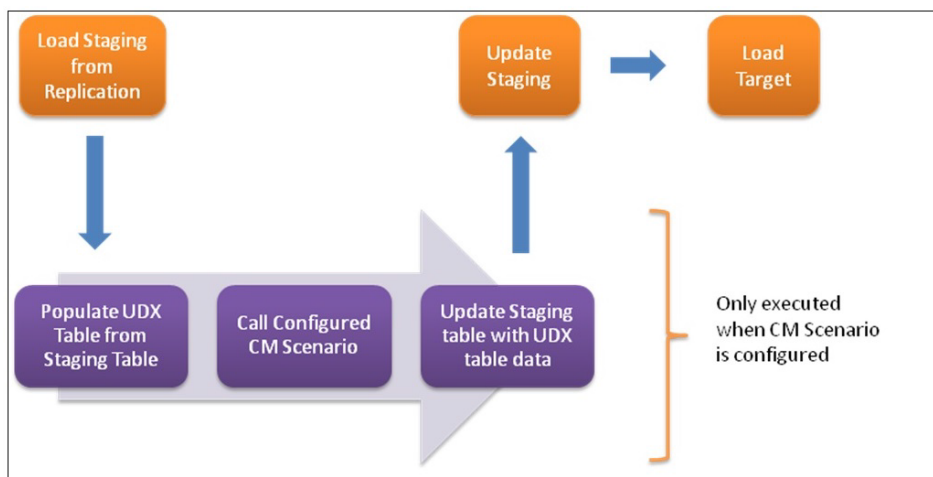 Load Staging
from
Replication
Update
Staging
Load
Target
Populate UDX
Table from
Staging Table
Call Configured
CM Scenario
Update Staging
table with UDX
table data
Only executed
when CM Scenario
is configured